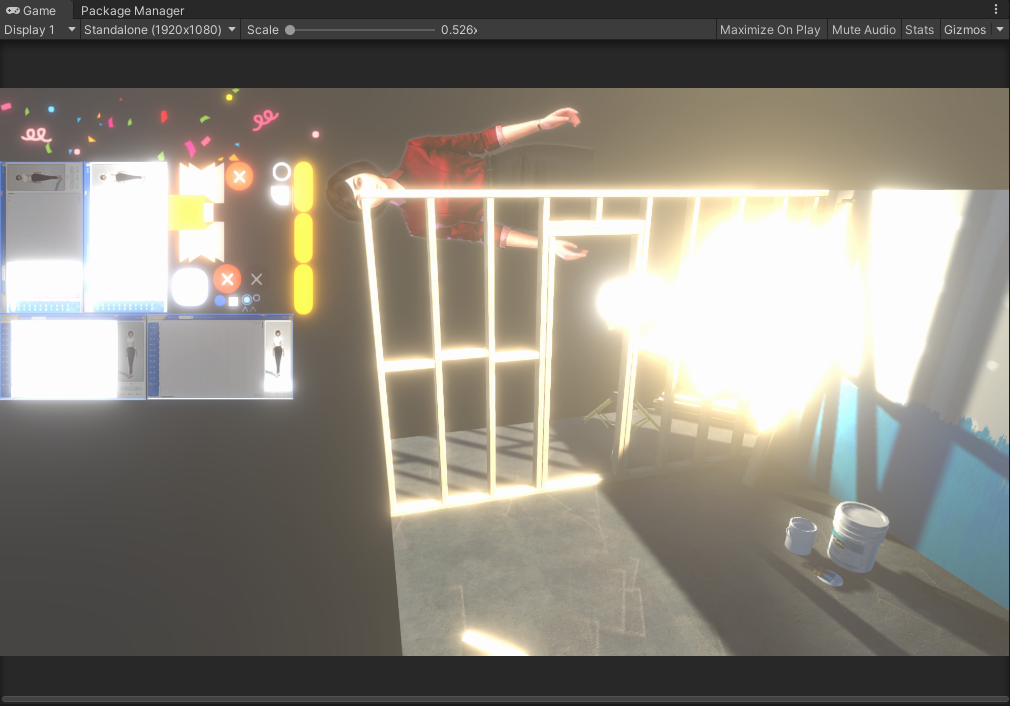 Game
Package Manager
Display 1
Standalone (1920x1080)
Scale
0.526x
Maximize On Play
Mute Audio
Stats
Gizmos